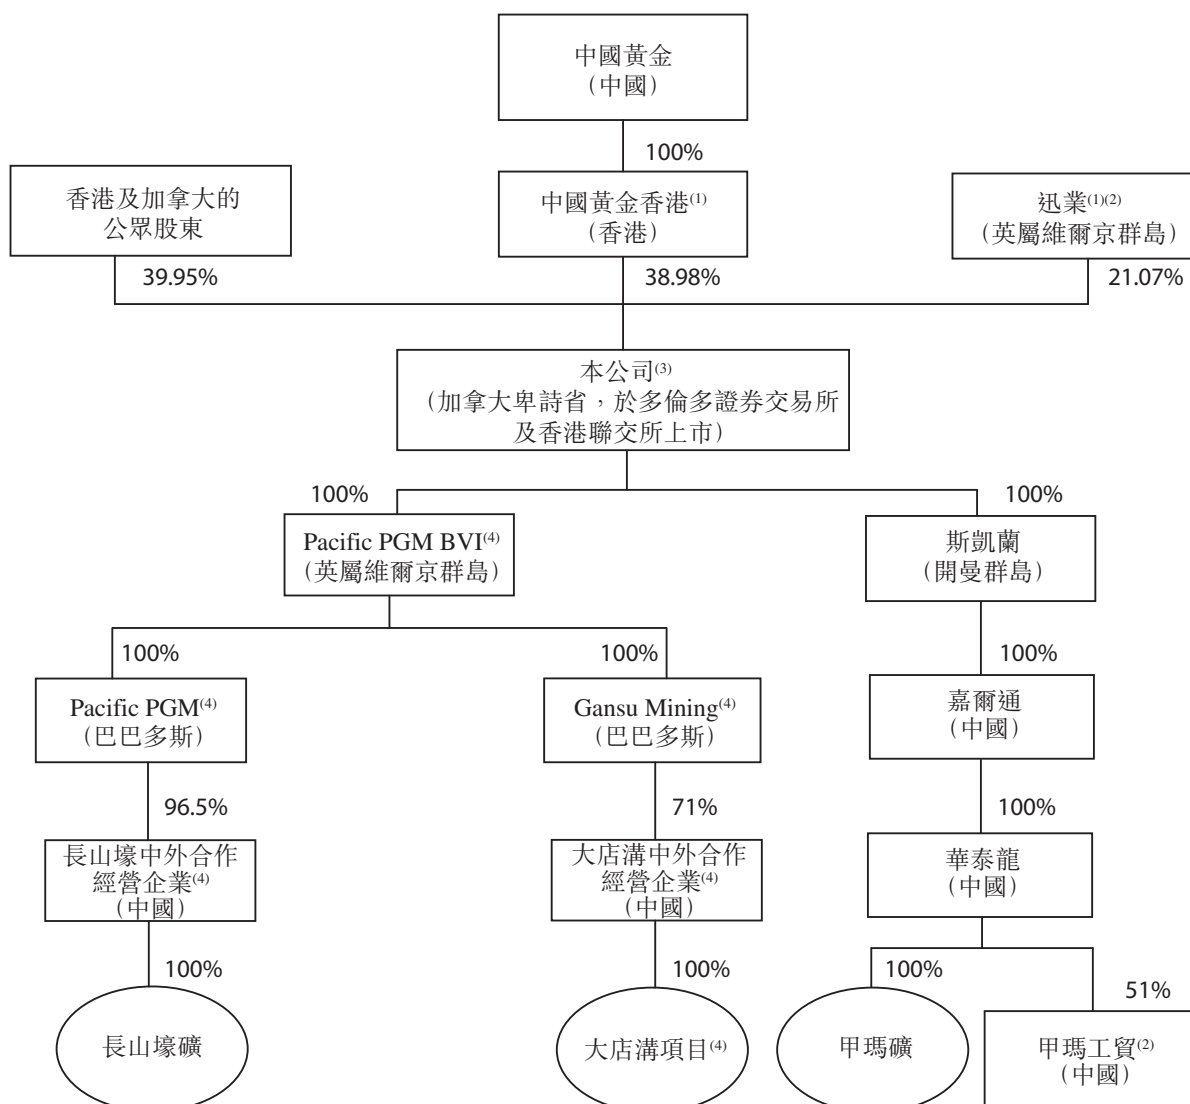 中國黃金
(中國)
100%
香港及加拿大的
公眾股東
中國黃金香港(1)
(香港)
迅業(1)(2)
(英屬維爾京群島)
39.95%
38.98%
21.07%
本公司(3)
(加拿大卑詩省，於多倫多證券交易所
及香港聯交所上市)
100%
100%
Pacific PGM BVI(4)
(英屬維爾京群島)
斯凱蘭
(開曼群島)
100%
100%
100%
Pacific PGM(4)
(巴巴多斯)
Gansu Mining(4)
(巴巴多斯)
嘉爾通
(中國)
96.5%
71%
100%
長山壕中外合作
經營企業(4)
(中國)
大店溝中外合作
經營企業(4)
(中國)
華泰龍
(中國)
100%
100%
100%
51%
長山壕礦
大店溝項目(4)
甲瑪礦
甲瑪工貿(2)
(中國)